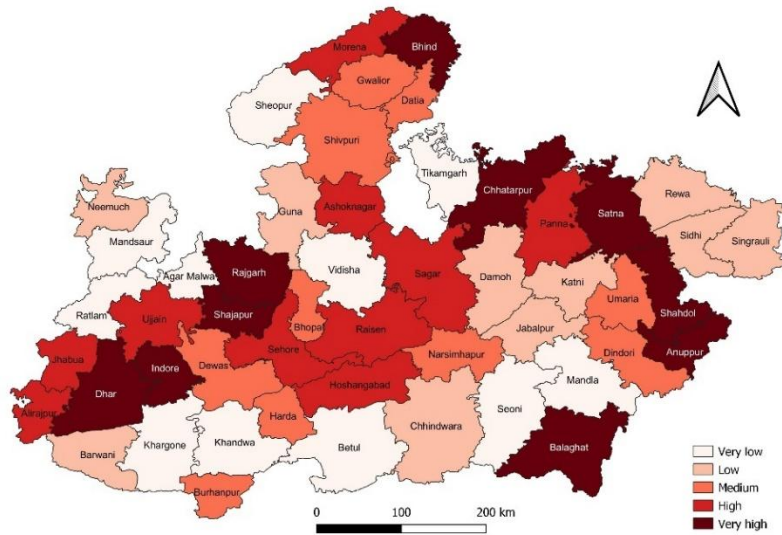 Morena
Bhind
Gwalior
Sheopur
Datia
Shivpuri
Tikamgarh
Chhatarpur
Rewa
Neemuch
Guna
Ashoknagar
Panna
Satna
Sidhi
Singrauli
Mandsaur
Agar Malwa
Rajgarh
Vidisha
Sagar
Damoh
Katni
Umaria
Shahdol
Ratlam
Ujjain
Shajapur
Bhopal
Raisen
Jabalpur
Anuppur
Jhabua
Indore
Dewas
Sehore
Narsimhapur
Dindori
Alirajpur
Dhar
Hoshangabad
Mandla
Harda
Seoni
Barwani
Khargone
Khandwa
Betul
Chhindwara
Balaghat
Burhanpur
Very low
Low
Medium
High
Very high
0 100 200 km